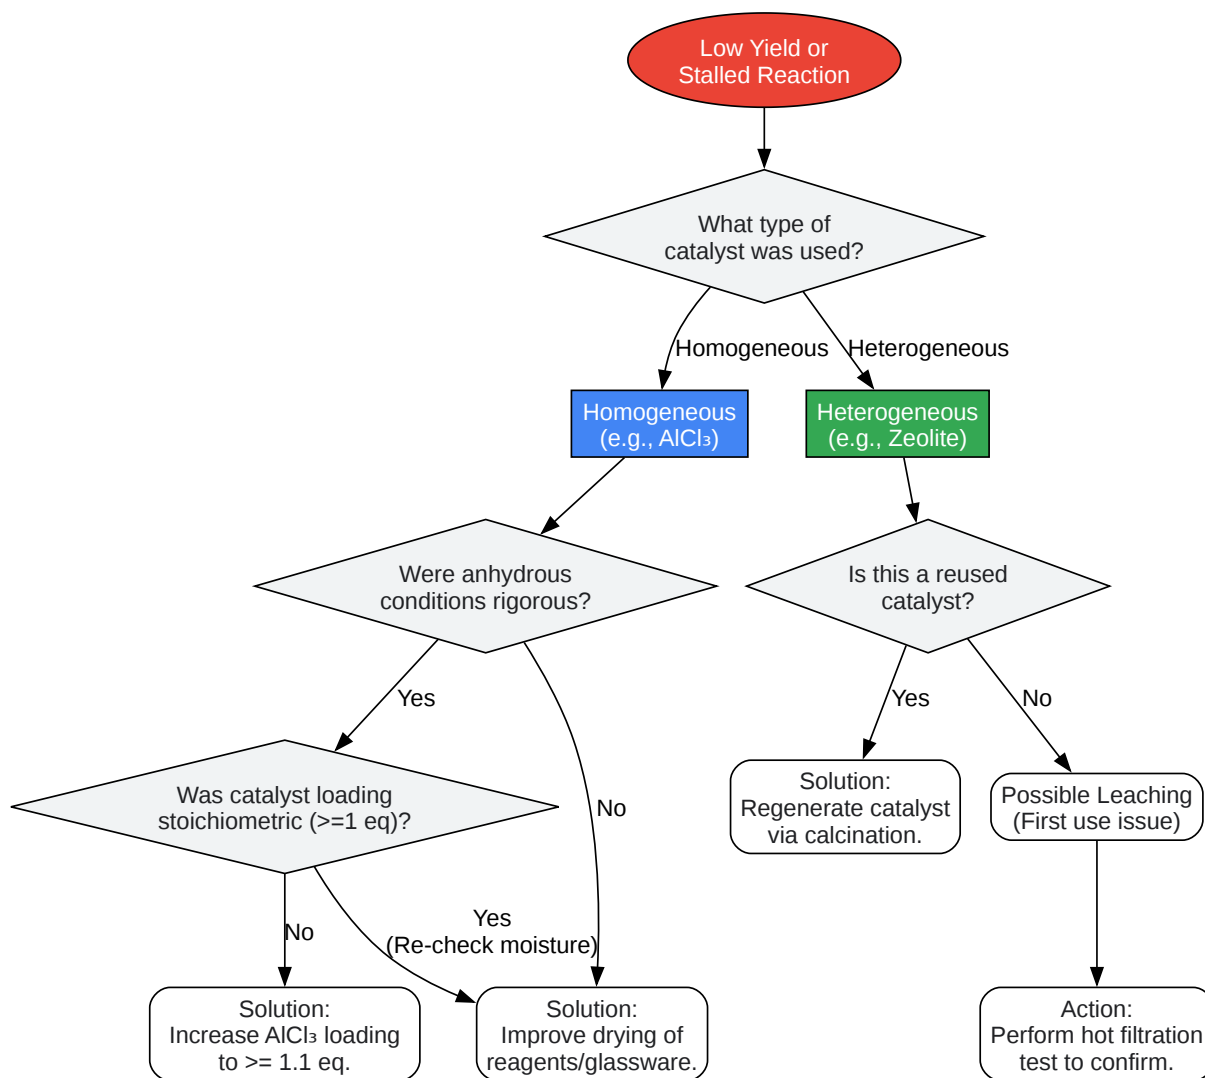 Low Yield or
Stalled Reaction
What type of
catalyst was used?
Homogeneous
Heterogeneous
Homogeneous
(e.g., AlCl₃)
Heterogeneous
(e.g., Zeolite)
Were anhydrous
conditions rigorous?
Is this a reused
catalyst?
Yes
No
Yes
No
Was catalyst loading
stoichiometric (>=1 eq)?
Solution:
Regenerate catalyst
via calcination.
Possible Leaching
(First use issue)
No
Yes
(Re-check moisture)
Solution:
Increase AlCl₃ loading
to >= 1.1 eq.
Solution:
Improve drying of
reagents/glassware.
Action:
Perform hot filtration
test to confirm.